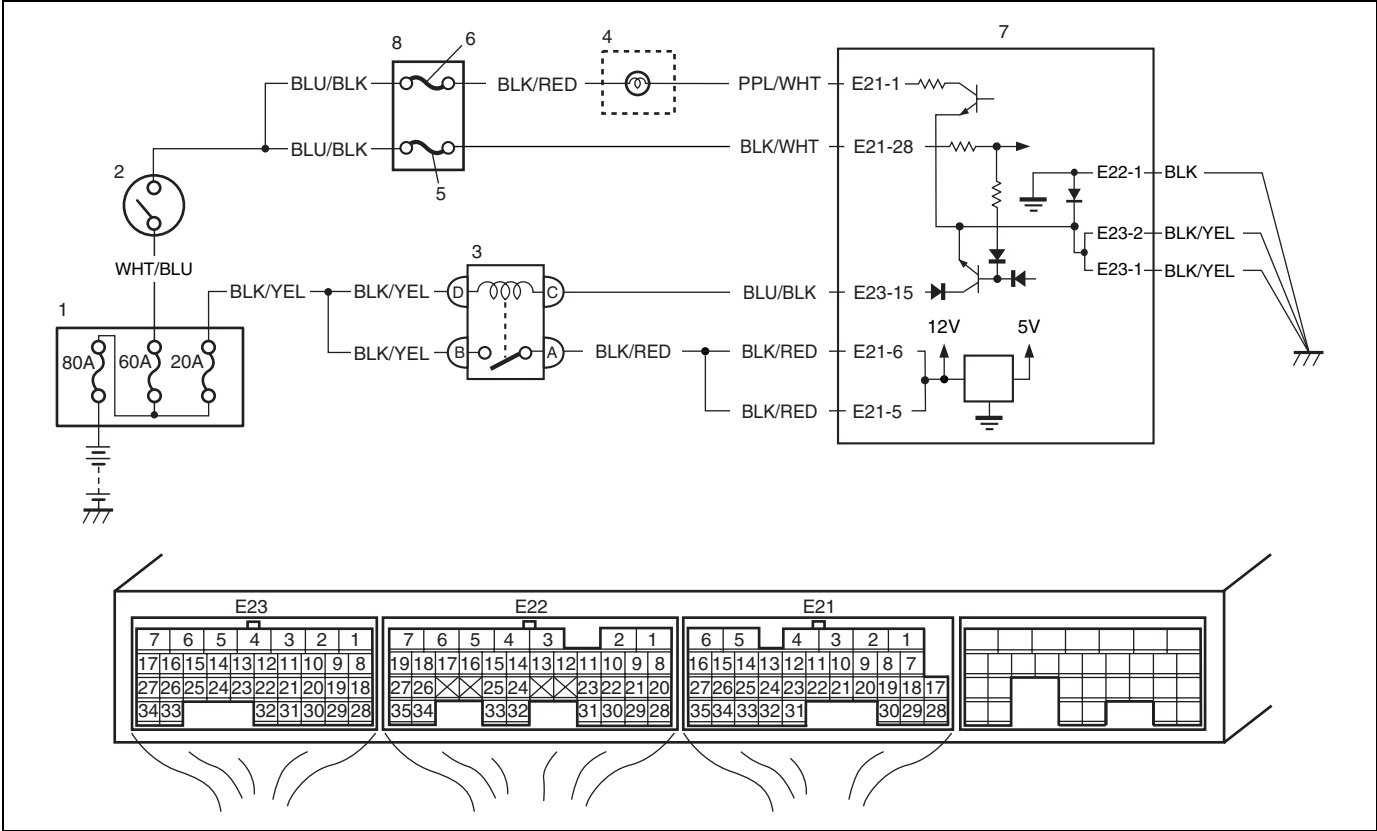 7
8
6
4
BLU/BLK
BLK/RED
PPL/WHT
E21-1
BLU/BLK
BLK/WHT
E21-28
5
2
E22-1
BLK
E23-2
BLK/YEL
E23-1
BLK/YEL
WHT/BLU
3
BLK/YEL
BLK/YEL
D
C
BLU/BLK
E23-15
1
12V
5V
80A
60A
20A
BLK/YEL
B
A
BLK/RED
BLK/RED
E21-6
BLK/RED
E21-5
E23
7 6 5 4 3 2 1
17 16 15 14 13 12 11 10 9 8
27 26 25 24 23 22 21 20 19 18
34 33 32 31 30 29 28
E22
7 6 5 4 3 2 1
19 18 17 16 15 14 13 12 11 10 9 8
27 26 25 24 23 22 21 20
35 34 33 32 31 30 29 28
E21
6 5 4 3 2 1
16 15 14 13 12 11 10 9 8 7
27 26 25 24 23 22 21 20 19 18 17
35 34 33 32 31 30 29 28